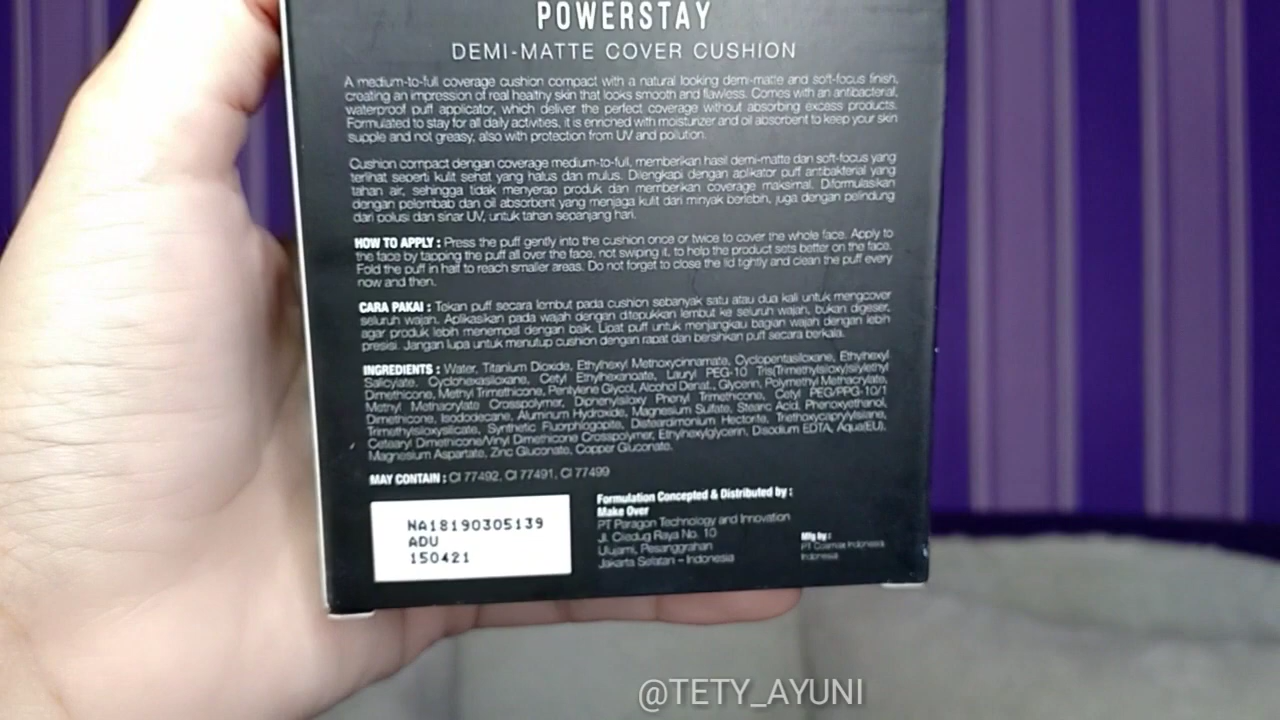 POWERSTAY
DEMI-MATTE COVER CUSHION
A medium-to-full coverage cushion compact with a natural looking demi-matte and soft-focus finish,
creating an impression of real healthy skin that looks smooth and flawless. Comes with an antibacterial,
waterproof puff applicator, which deliver the perfect coverage without absorbing excess products.
Formulated to stay for all daily activities, it is enriched with moisturizer and oil absorbent to keep your skin
supple and not greasy, also with protection from UV and pollution.
Cushion compact dengan coverage medium-to-full, memberikan hasil demi-matte dan soft-focus yang
terlihat seperti kulit sehat yang halus dan mulus. Dilengkapi dengan aplikator puff antibakterial yang
tahan air, sehingga tidak menyerap produk dan memberikan coverage maksimal. Diformulasikan
dengan pelembab dan oil absorbent yang menjaga kulit dari minyak berlebih, juga dengan pelindung
dari polusi dan sinar UV, untuk tahan sepanjang hari.
HOW TO APPLY : Press the puff gently into the cushion once or twice to cover the whole face. Apply to
the face by tapping the puff all over the face, not swiping it, to help the product sets better on the face.
Fold the puff in half to reach smaller areas. Do not forget to close the lid tightly and clean the puff every
now and then.
CARA PAKAI : Tekan puff secara lembut pada cushion sebanyak satu atau dua kali untuk mengcover
seluruh wajah. Aplikasikan pada wajah dengan ditepukkan lembut ke seluruh wajah, bukan digeser,
agar produk lebih menempel dengan baik. Lipat puff untuk menjangkau bagian wajah dengan lebih
presisi. Jangan lupa untuk menutup cushion dengan rapat dan bersihkan puff secara berkala.
INGREDIENTS : Water, Titanium Dioxide, Ethylhexyl Methoxycinnamate, Cyclopentasiloxane, Ethylhexyl
Salicylate, Cyclohexasiloxane, Cetyl Ethylhexanoate, Lauryl PEG-10 Tris(Trimethylsiloxy)silylethyl
Dimethicone, Methyl Trimethicone, Pentylene Glycol, Alcohol Denat., Glycerin, Polymethyl Methacrylate,
Methyl Methacrylate Crosspolymer, Diphenylsiloxy Phenyl Trimethicone, Cetyl PEG/PPG-10/1
Dimethicone, Isododecane, Aluminum Hydroxide, Magnesium Sulfate, Stearic Acid, Phenoxyethanol,
Trimethylsiloxysilicate, Synthetic Fluorphlogopite, Disteardimonium Hectorite, Triethoxycaprylylsilane,
Cetearyl Dimethicone/Vinyl Dimethicone Crosspolymer, Ethylhexylglycerin, Disodium EDTA, Aqua(EU),
Magnesium Aspartate, Zinc Gluconate, Copper Gluconate.
MAY CONTAIN : CI 77492, CI 77491, CI 77499
NA18190305139
ADU
150421
Formulation Concepted & Distributed by :
Make Over
PT Paragon Technology and Innovation
Jl. Ciledug Raya No. 10
Ulujami, Pesanggrahan
Jakarta Selatan – Indonesia
Mfg by :
PT Cosmax Indonesia
Indonesia
@TETY_AYUNI